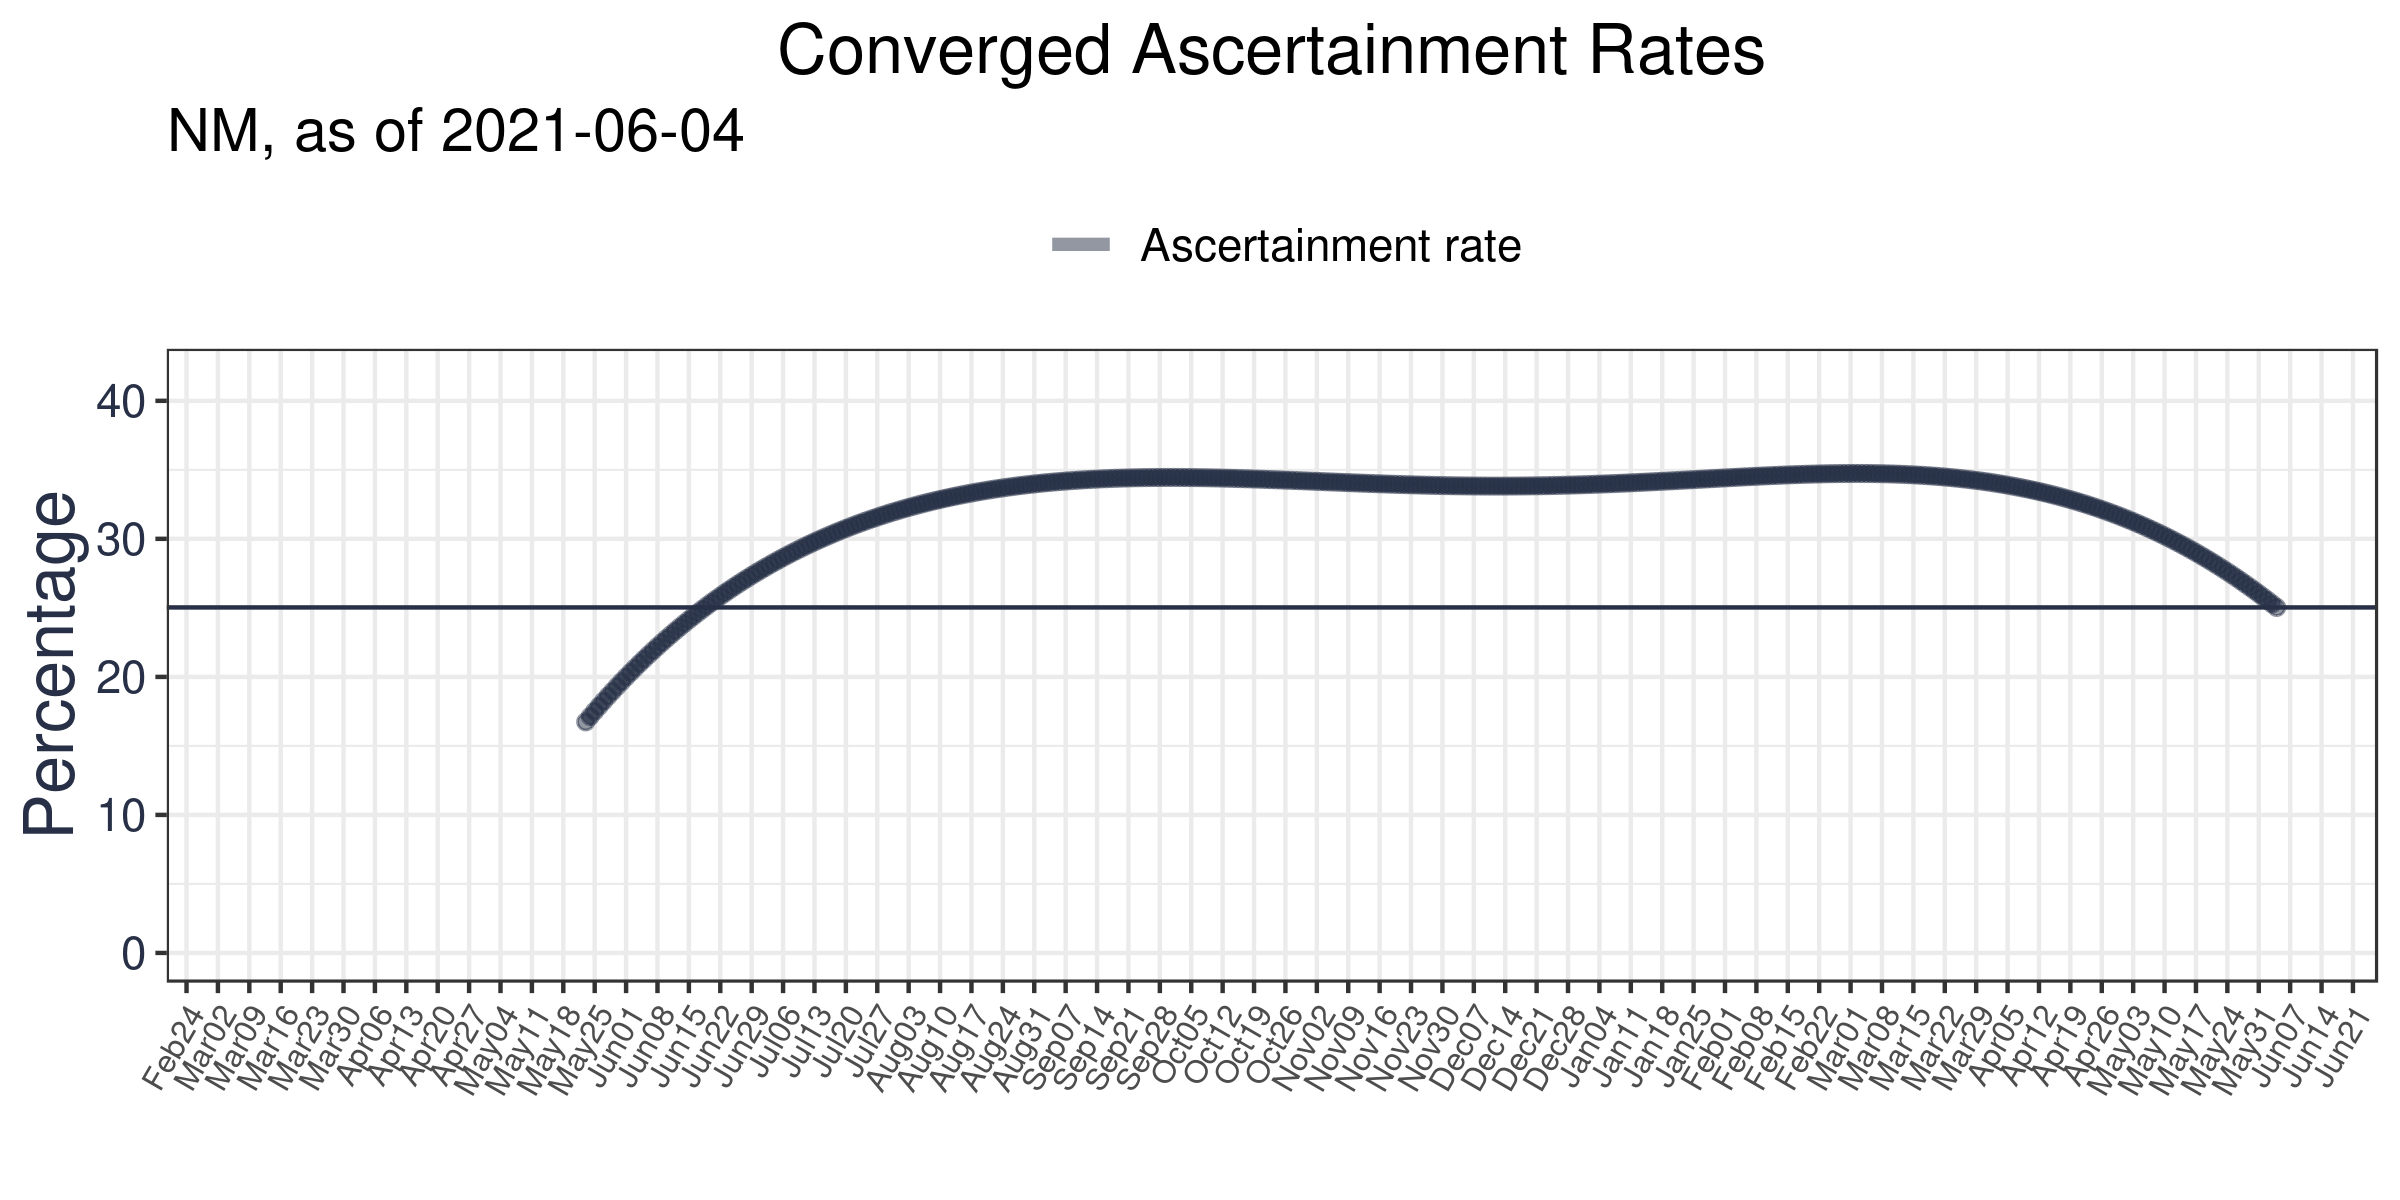 Converged Ascertainment Rates
NM, as of 2021-06-04
Ascertainment rate
Percentage
40
30
20
10
0
Feb24
Mar02
Mar09
Mar16
Mar23
Mar30
Apr06
Apr13
Apr20
Apr27
May04
May11
May18
May25
Jun01
Jun08
Jun15
Jun22
Jun29
Jul06
Jul13
Jul20
Jul27
Aug03
Aug10
Aug17
Aug24
Aug31
Sep07
Sep14
Sep21
Sep28
Oct05
Oct12
Oct19
Oct26
Nov02
Nov09
Nov16
Nov23
Nov30
Dec07
Dec14
Dec21
Dec28
Jan04
Jan11
Jan18
Jan25
Feb01
Feb08
Feb15
Feb22
Mar01
Mar08
Mar15
Mar22
Mar29
Apr05
Apr12
Apr19
Apr26
May03
May10
May17
May24
May31
Jun07
Jun14
Jun21